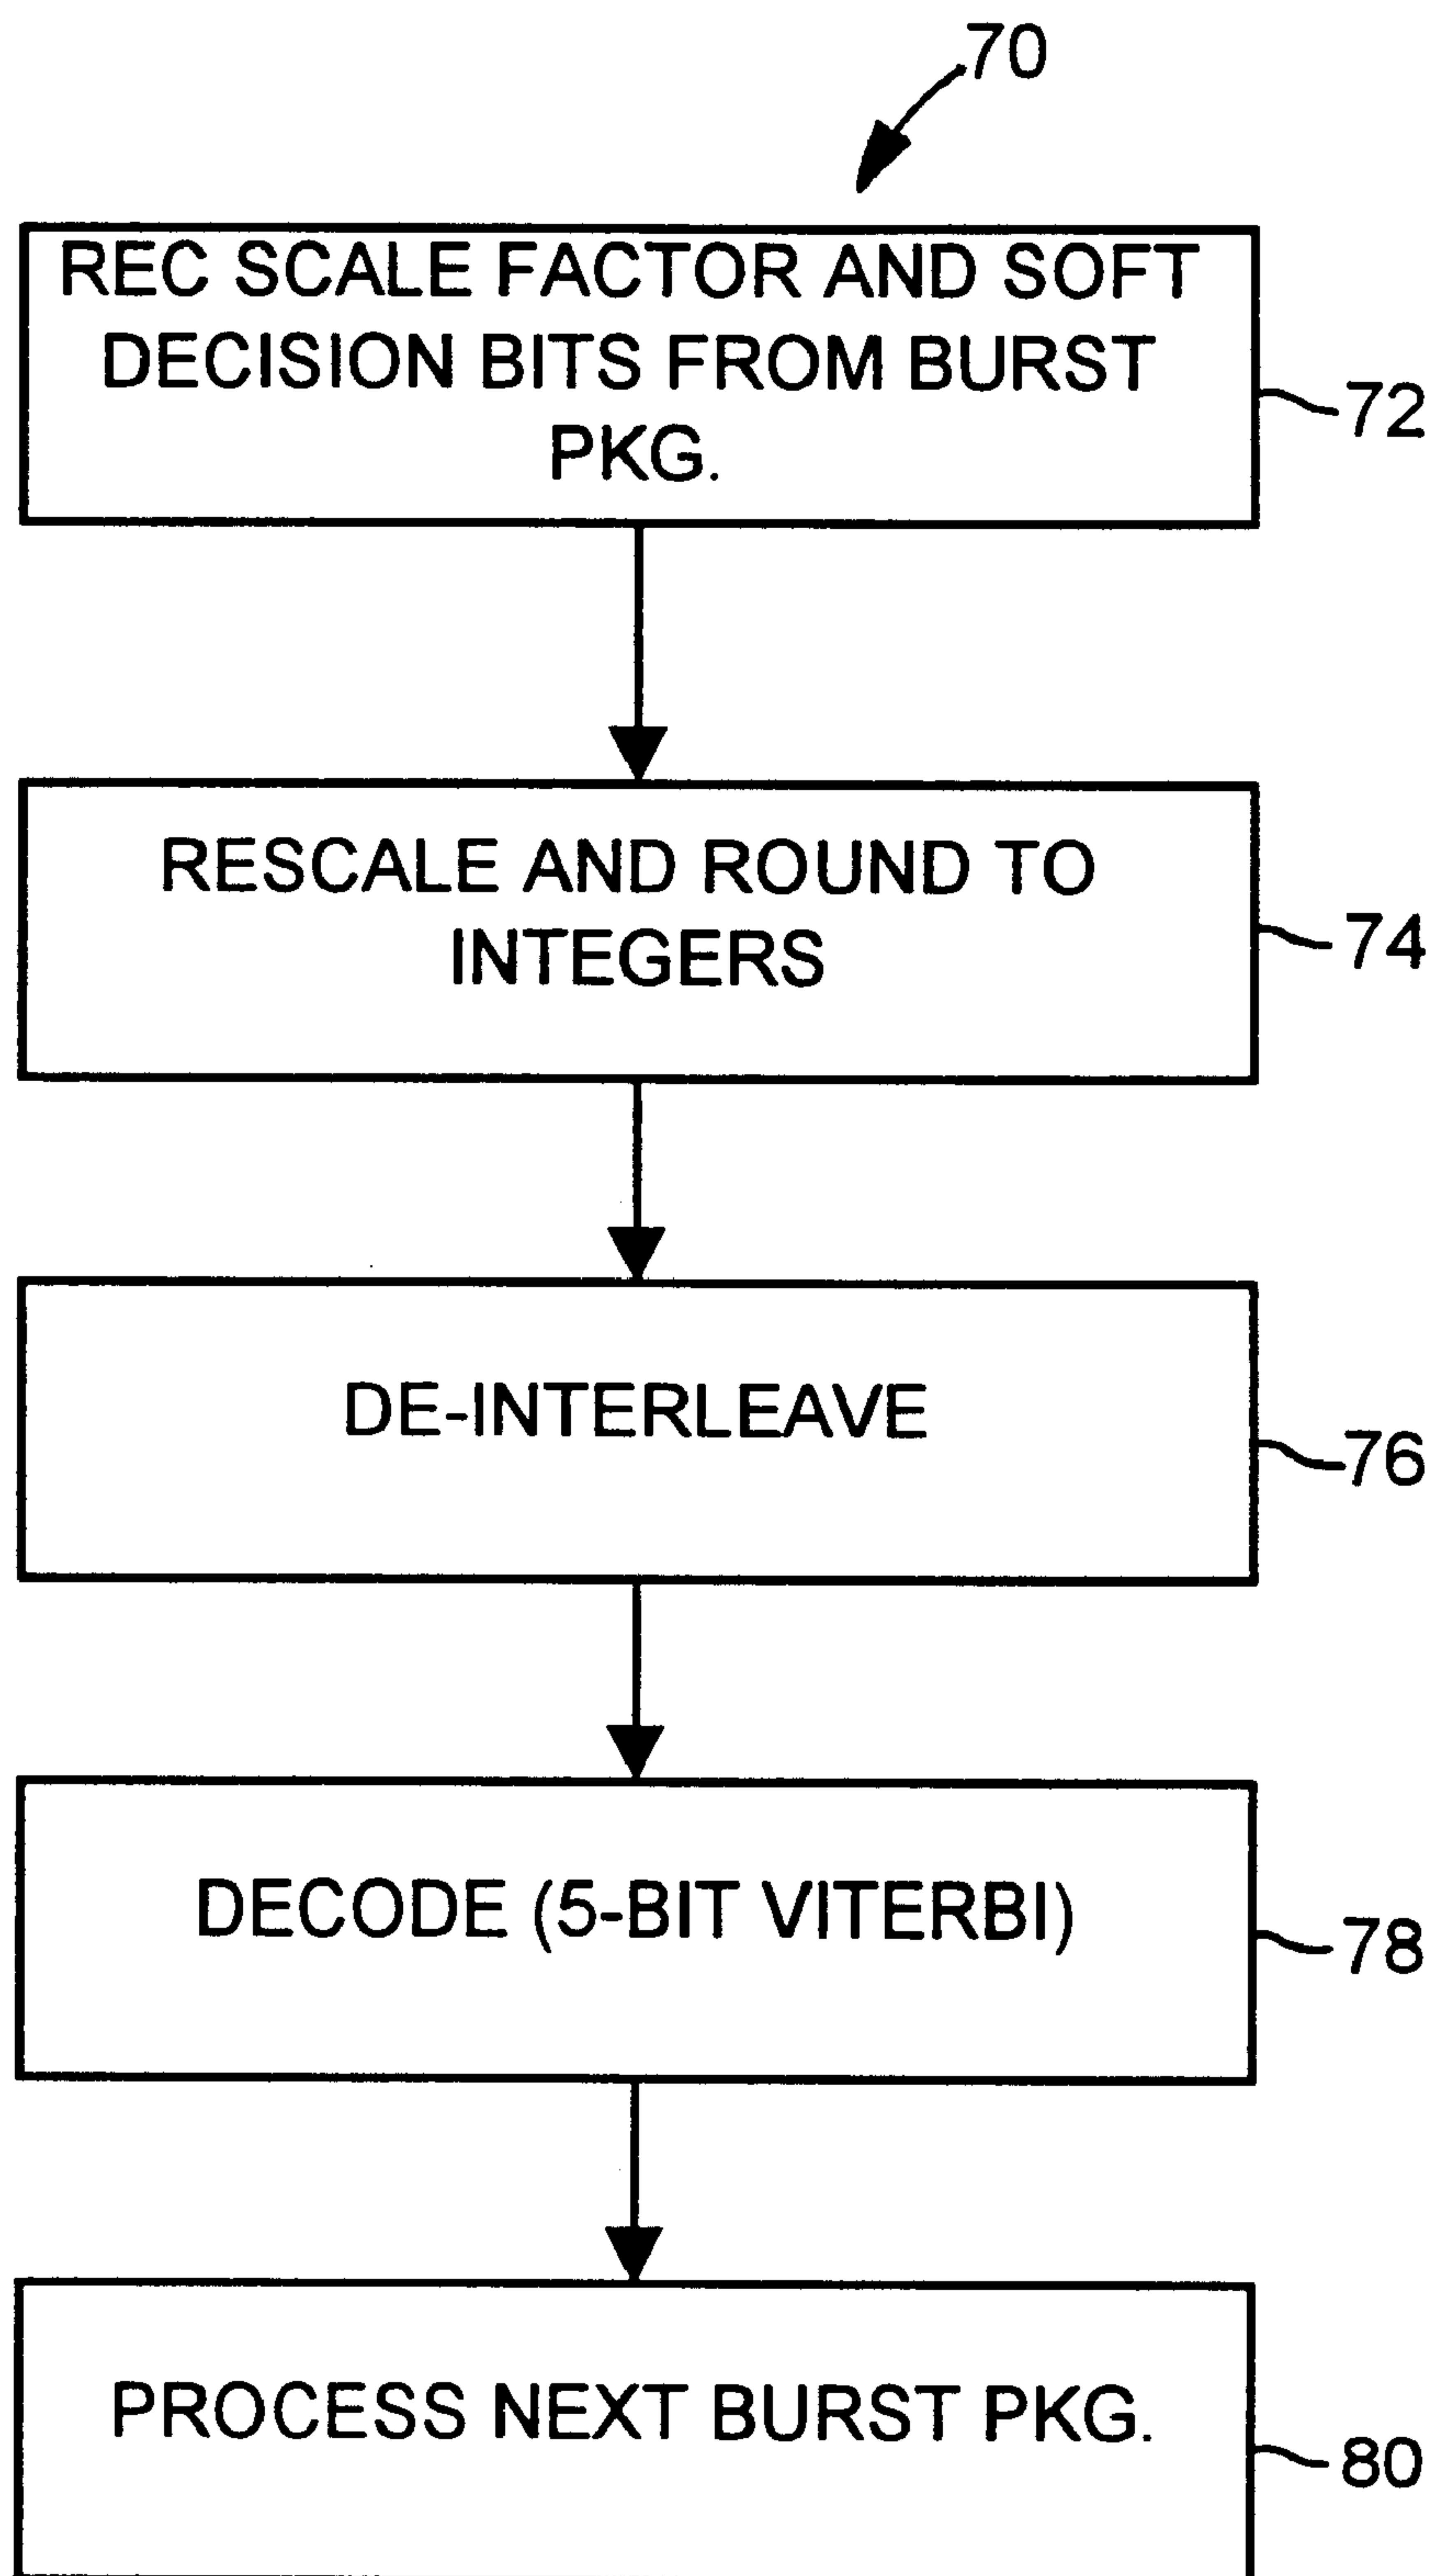 70
REC SCALE FACTOR AND SOFT
DECISION BITS FROM BURST
PKG.
72
RESCALE AND ROUND TO
INTEGERS
74
DE-INTERLEAVE
76
DECODE (5-BIT VITERBI)
78
PROCESS NEXT BURST PKG.
80